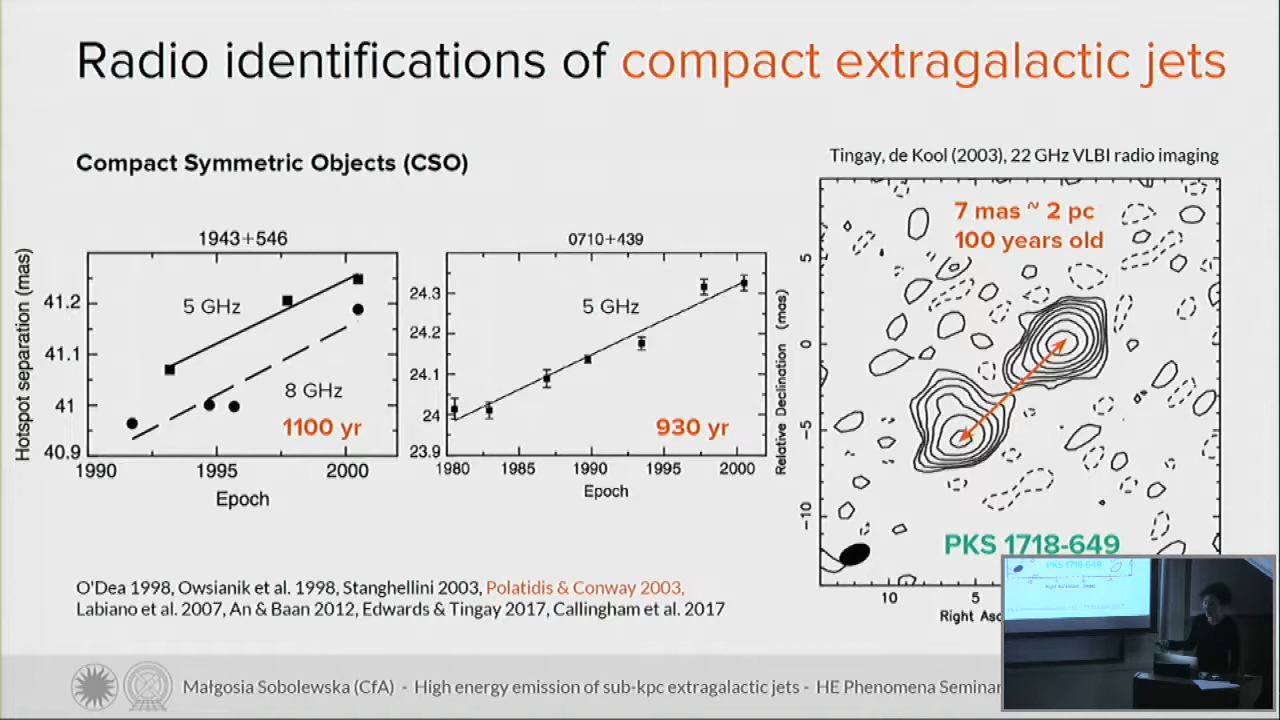 Radio identifications of compact extragalactic jets
Compact Symmetric Objects (CSO)
Tingay, de Kool (2003), 22 GHz VLBI radio imaging
1943+546
Hotspot separation (mas)
41.2
41.1
41
40.9
5 GHz
8 GHz
1100 yr
1990
1995
2000
Epoch
0710+439
24.3
24.2
24.1
24
23.9
5 GHz
930 yr
1980
1985
1990
1995
2000
Epoch
Relative Declination (mas)
5
0
-5
-10
7 mas ~ 2 pc
100 years old
PKS 1718-649
10
5
Right Asc
O'Dea 1998, Owsianik et al. 1998, Stanghellini 2003, Polatidis & Conway 2003,
Labiano et al. 2007, An & Baan 2012, Edwards & Tingay 2017, Callingham et al. 2017
Małgosia Sobolewska (CfA) - High energy emission of sub-kpc extragalactic jets - HE Phenomena Seminar
PKS 1718-649